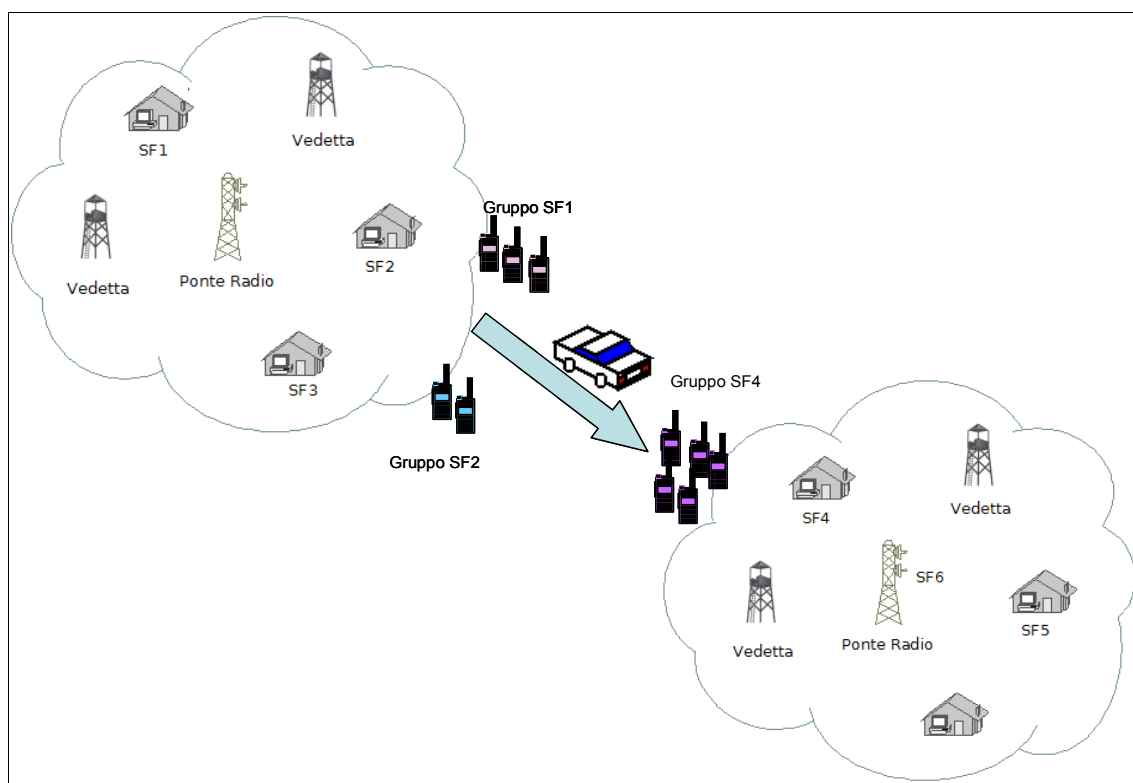 Vedetta
SF1
Vedetta
Ponte Radio
SF2
SF3
Gruppo SF1
Gruppo SF2
Gruppo SF4
SF4
Vedetta
SF6
Vedetta
Ponte Radio
SF5